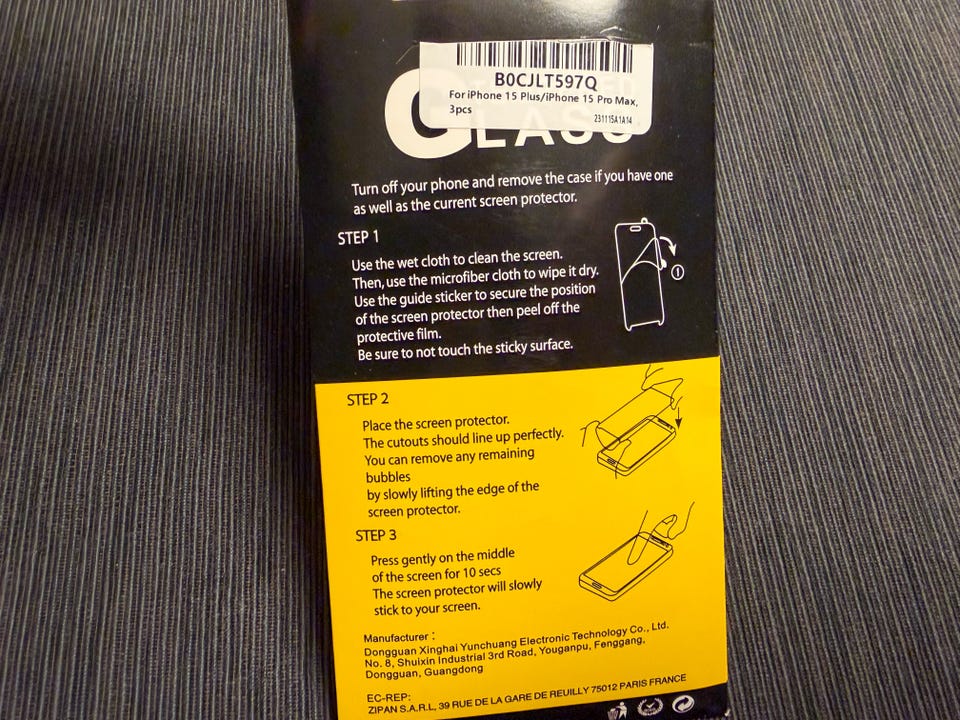 B0CJLT597Q
For iPhone 15 Plus/iPhone 15 Pro Max,
3pcs
231115A1A14
GLASS
Turn off your phone and remove the case if you have one
as well as the current screen protector.
STEP 1
Use the wet cloth to clean the screen.
Then, use the microfiber cloth to wipe it dry.
Use the guide sticker to secure the position
of the screen protector then peel off the
protective film.
Be sure to not touch the sticky surface.
STEP 2
Place the screen protector.
The cutouts should line up perfectly.
You can remove any remaining
bubbles
by slowly lifting the edge of the
screen protector.
STEP 3
Press gently on the middle
of the screen for 10 secs
The screen protector will slowly
stick to your screen.
Manufacturer :
Dongguan Xinghai Yunchuang Electronic Technology Co., Ltd.
No. 8, Shuixin Industrial 3rd Road, Youganpu, Fenggang,
Dongguan, Guangdong
EC-REP:
ZIPAN S.A.R.L, 39 RUE DE LA GARE DE REUILLY 75012 PARIS FRANCE